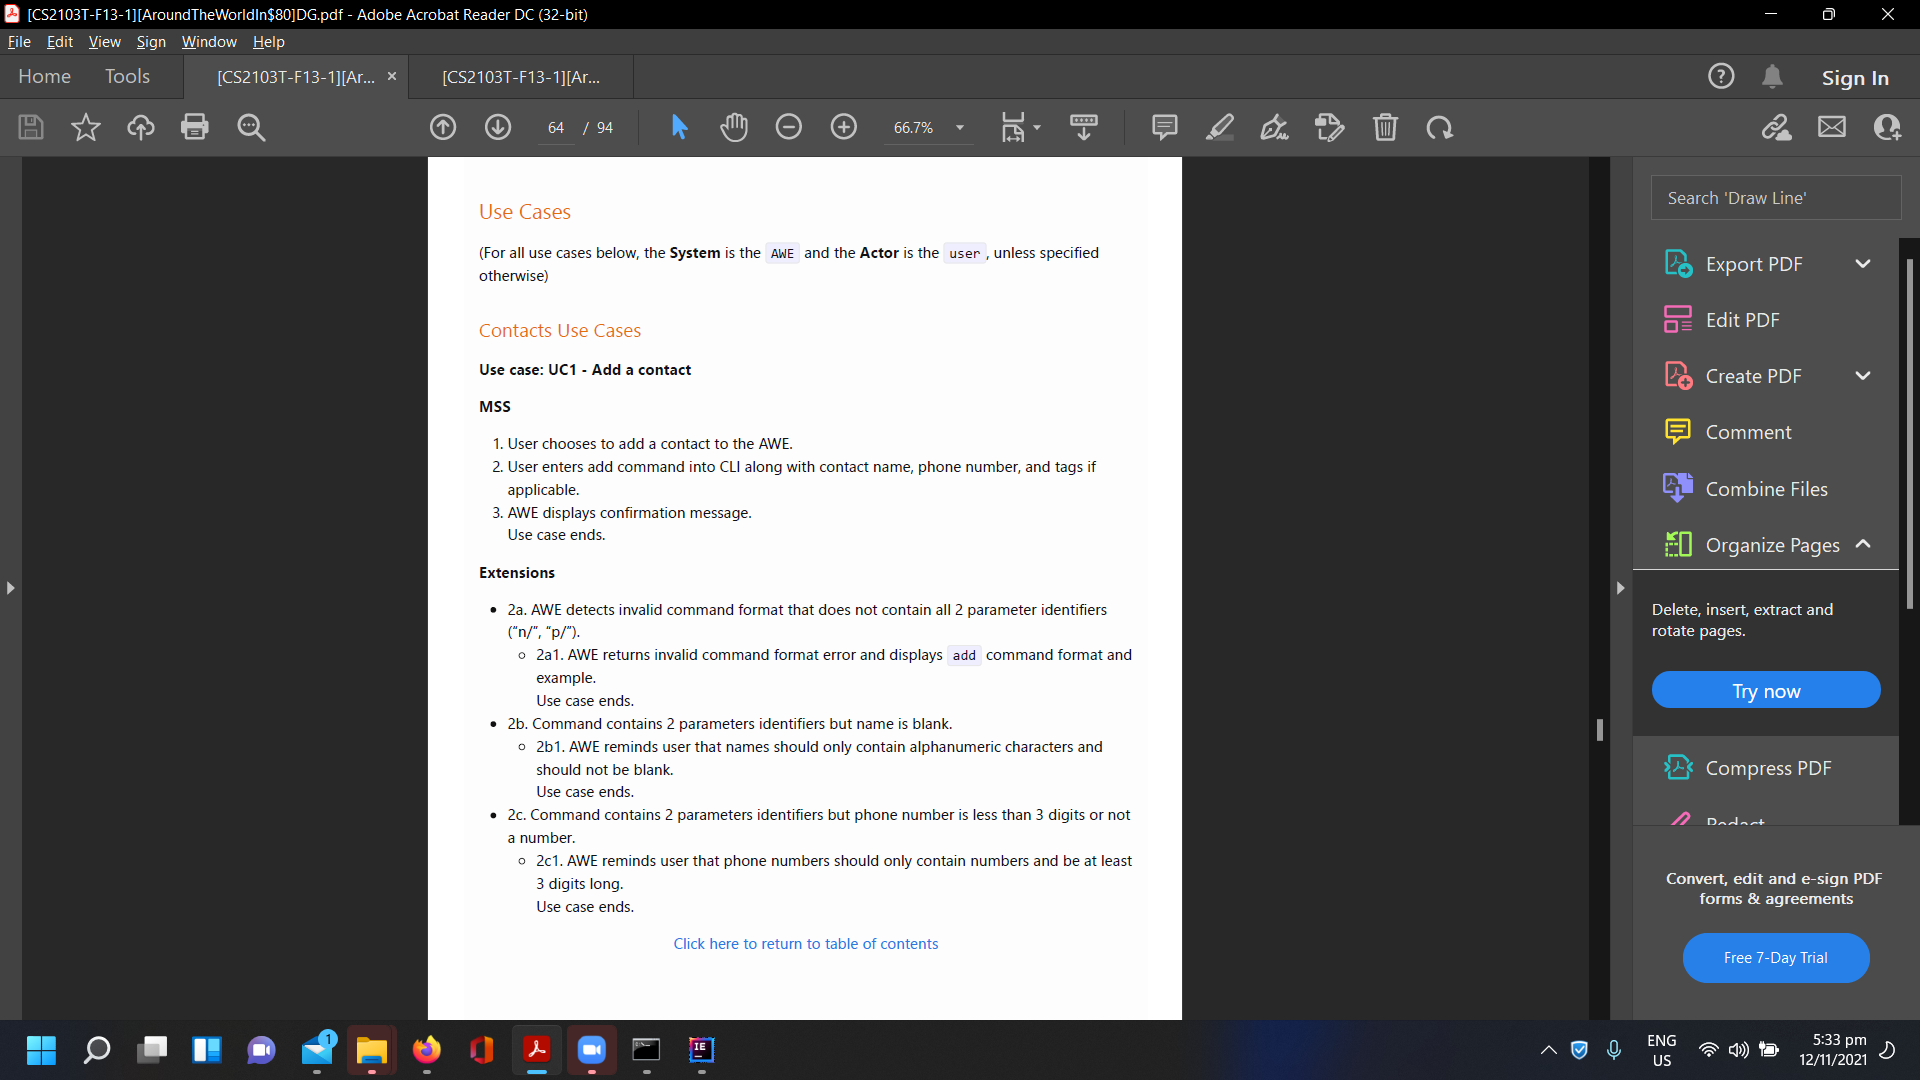 [CS2103T-F13-1][AroundTheWorldIn$80]DG.pdf - Adobe Acrobat Reader DC (32-bit)
File Edit View Sign Window Help
Home Tools [CS2103T-F13-1][Ar... [CS2103T-F13-1][Ar... Sign In
64 / 94 66.7%
Use Cases
(For all use cases below, the System is the AWE and the Actor is the user , unless specified
otherwise)
Contacts Use Cases
Use case: UC1 - Add a contact
MSS
1. User chooses to add a contact to the AWE.
2. User enters add command into CLI along with contact name, phone number, and tags if
applicable.
3. AWE displays confirmation message.
Use case ends.
Extensions
• 2a. AWE detects invalid command format that does not contain all 2 parameter identifiers
(“n/”, “p/”).
◦ 2a1. AWE returns invalid command format error and displays add command format and
example.
Use case ends.
• 2b. Command contains 2 parameters identifiers but name is blank.
◦ 2b1. AWE reminds user that names should only contain alphanumeric characters and
should not be blank.
Use case ends.
• 2c. Command contains 2 parameters identifiers but phone number is less than 3 digits or not
a number.
◦ 2c1. AWE reminds user that phone numbers should only contain numbers and be at least
3 digits long.
Use case ends.
Click here to return to table of contents
Search 'Draw Line'
Export PDF
Edit PDF
Create PDF
Comment
Combine Files
Organize Pages
Delete, insert, extract and
rotate pages.
Try now
Compress PDF
Redact
Convert, edit and e-sign PDF
forms & agreements
Free 7-Day Trial
1
ENG
US
5:33 pm
12/11/2021